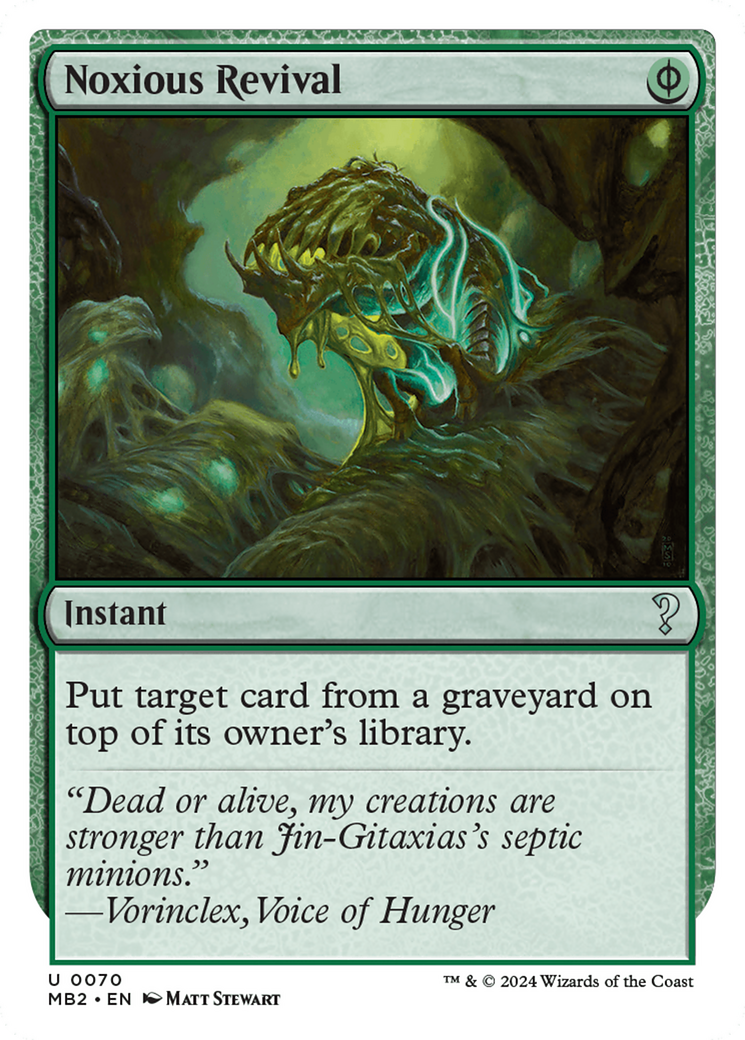 Noxious Revival
Instant
Put target card from a graveyard on
top of its owner's library.
“Dead or alive, my creations are
stronger than Jin-Gitaxias's septic
minions.”
—Vorinclex, Voice of Hunger
U 0070
MB2 • EN Matt Stewart
™ & © 2024 Wizards of the Coast